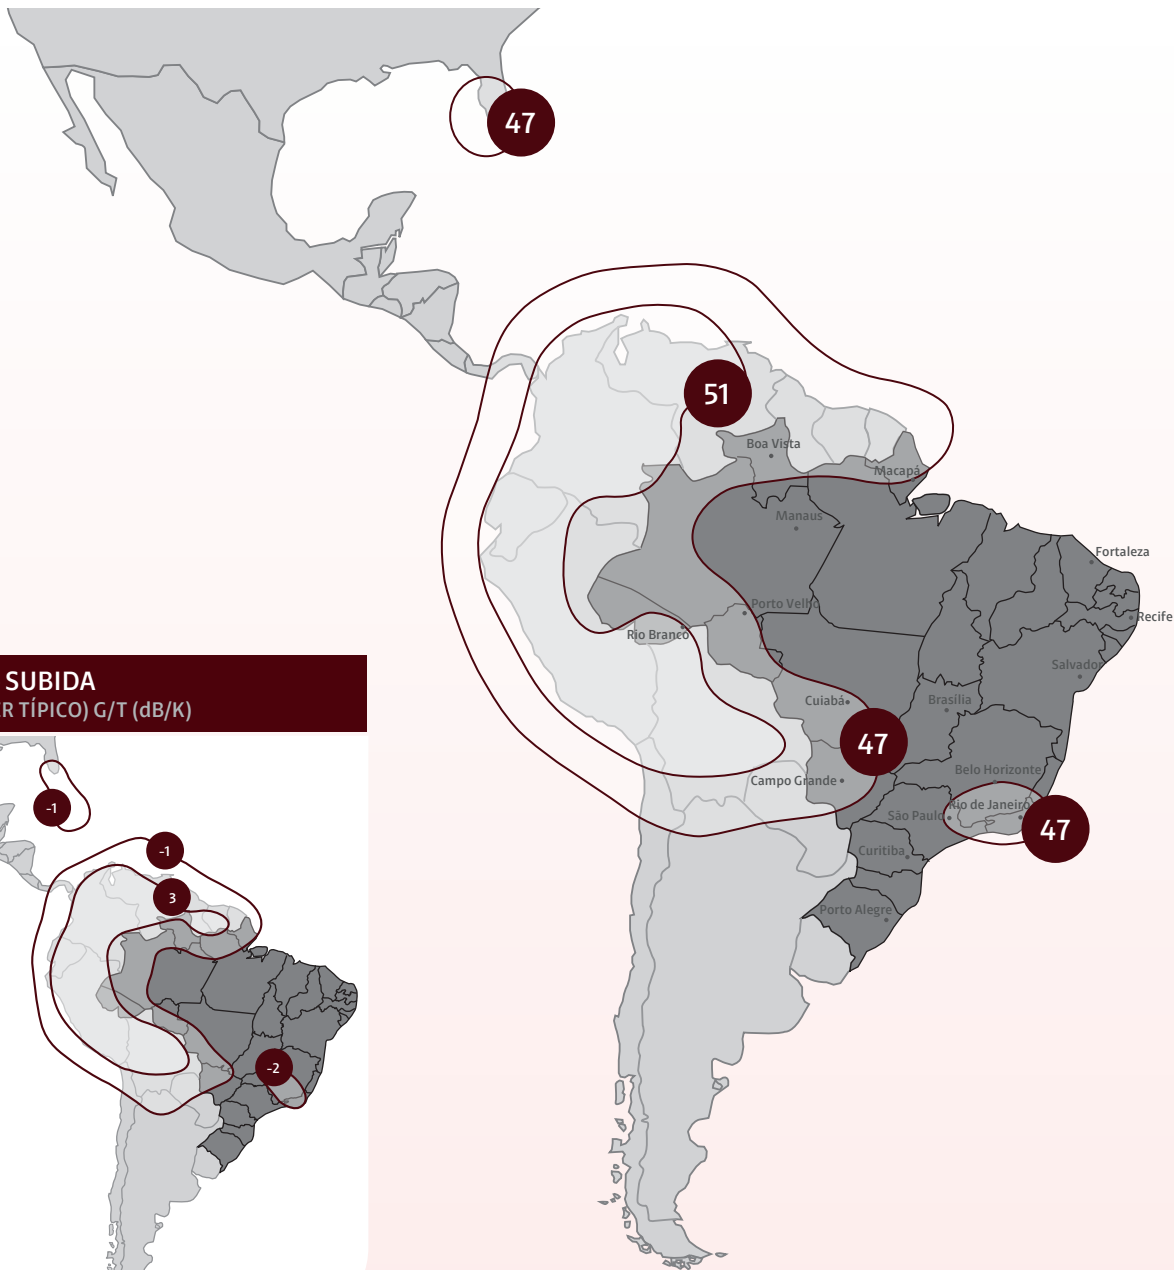 47
51
Boa Vista
Macapá
Manaus
Fortaleza
Porto Velho
Recife
Rio Branco
Salvador
Cuiabá
Brasília
47
Belo Horizonte
Campo Grande
Rio de Janeiro
São Paulo
47
Curitiba
Porto Alegre
SUBIDA
R TÍPICO) G/T (dB/K)
-1
-1
3
-2